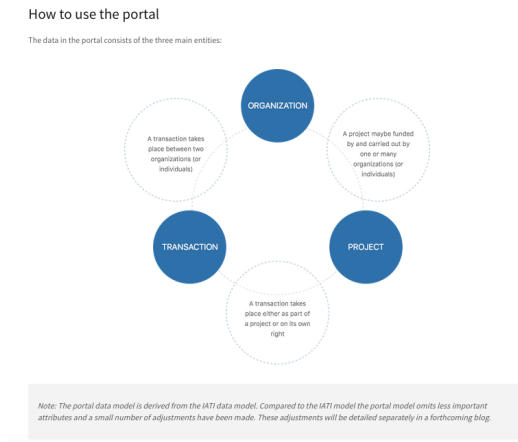 How to use the portal
The data in the portal consists of the three main entities:
ORGANIZATION
A transaction takes
place between two
organizations (or
individuals)
A project maybe funded
by and carried out by
one or many
organizations (or
individuals)
TRANSACTION
PROJECT
A transaction takes
place either as part of
a project or on its own
right
Note: The portal data model is derived from the IATI data model. Compared to the IATI model the portal model omits less important
attributes and a small number of adjustments have been made. These adjustments will be detailed separately in a forthcoming blog.